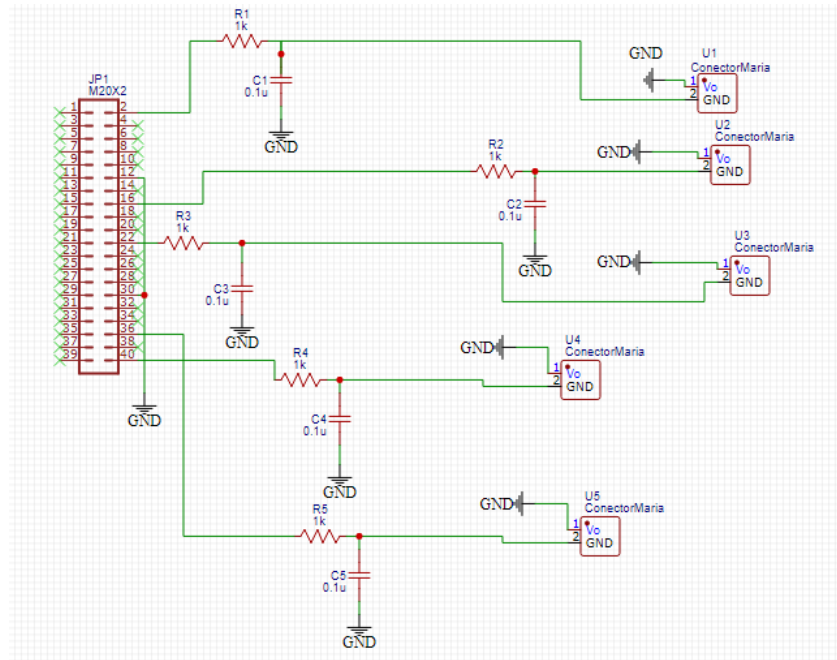 R1
1k
C1
0.1u
GND
GND
U1
ConectorMaria
1 Vo
2 GND
JP1
M20X2
1 2
3 4
5 6
7 8
9 10
11 12
13 14
15 16
17 18
19 20
21 22
23 24
25 26
27 28
29 30
31 32
33 34
35 36
37 38
39 40
GND
R2
1k
C2
0.1u
GND
GND
U2
ConectorMaria
1 Vo
2 GND
R3
1k
C3
0.1u
GND
GND
U3
ConectorMaria
1 Vo
2 GND
R4
1k
C4
0.1u
GND
GND
U4
ConectorMaria
1 Vo
2 GND
R5
1k
C5
0.1u
GND
GND
U5
ConectorMaria
1 Vo
2 GND